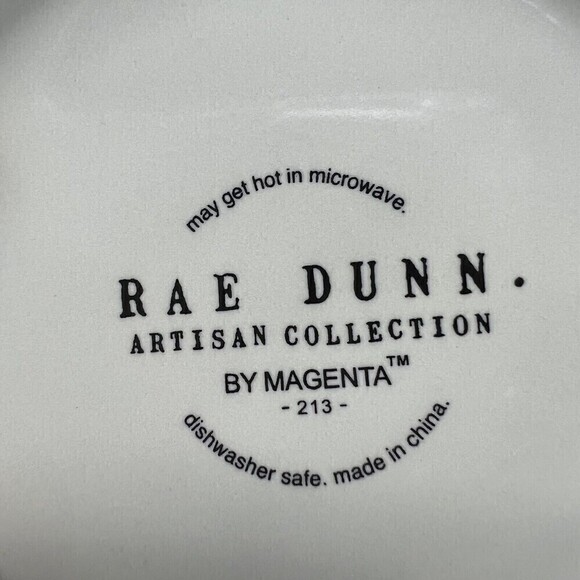 may get hot in microwave.
RAE DUNN.
ARTISAN COLLECTION
BY MAGENTA™
- 213 -
dishwasher safe. made in china.